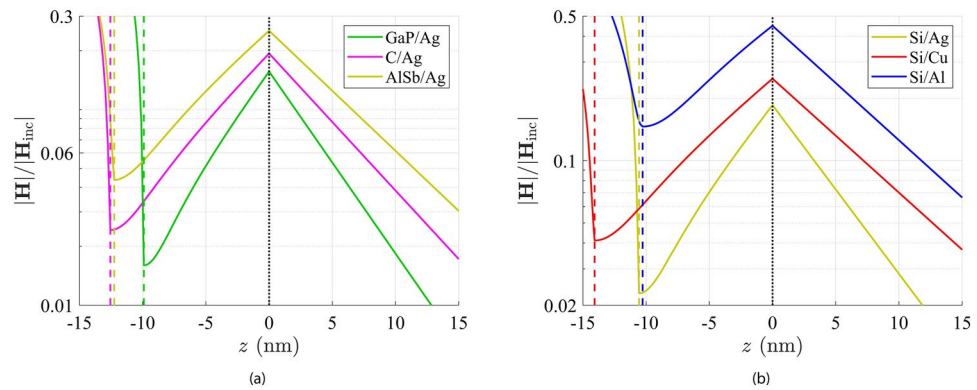 0.3
0.06
0.01
|H|/|H_inc|
GaP/Ag
C/Ag
AlSb/Ag
-15 -10 -5 0 5 10 15
z (nm)
(a)
0.5
0.1
0.02
|H|/|H_inc|
Si/Ag
Si/Cu
Si/Al
-15 -10 -5 0 5 10 15
z (nm)
(b)